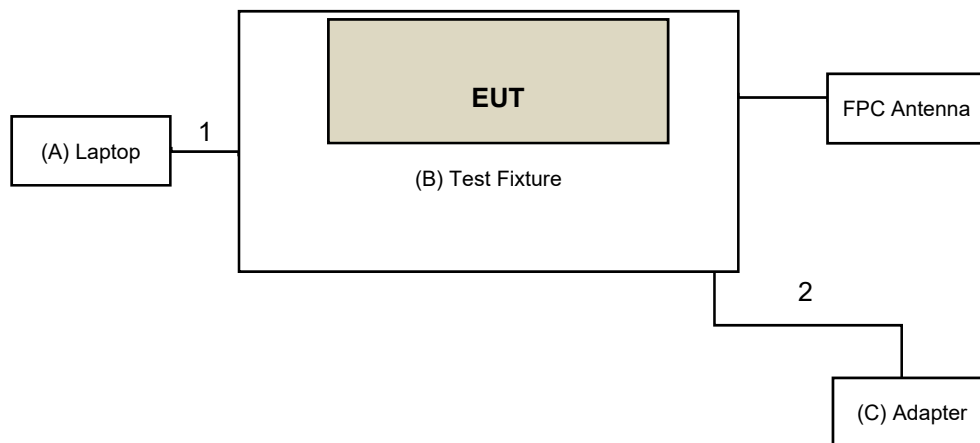 EUT
FPC Antenna
1
(A) Laptop
(B) Test Fixture
2
(C) Adapter